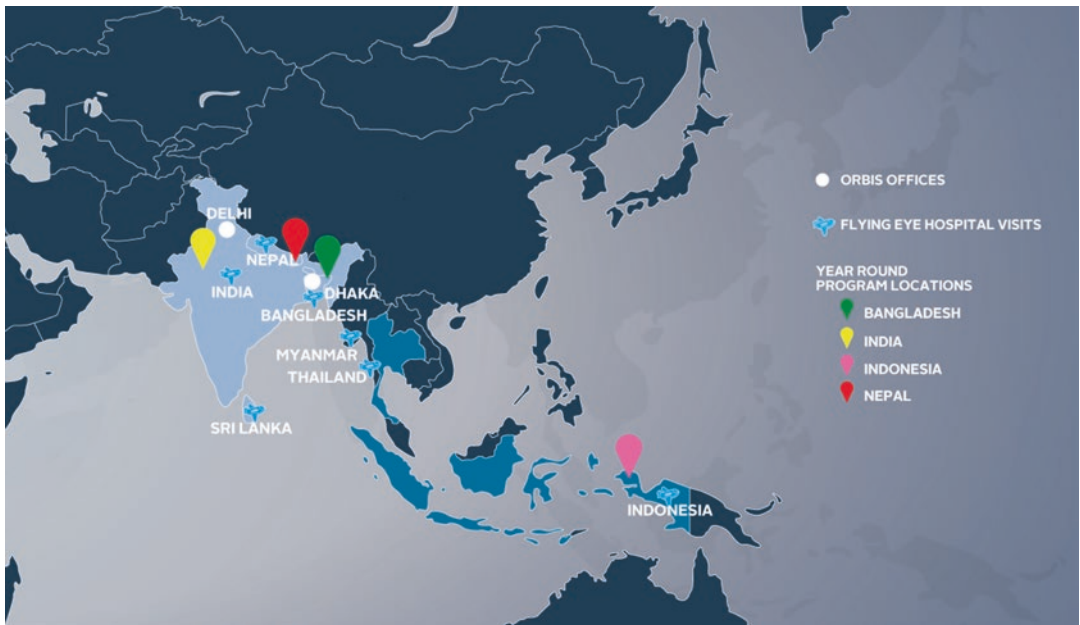 DELHI
NEPAL
INDIA
DHAKA
BANGLADESH
MYANMAR
THAILAND
SRI LANKA
INDONESIA
ORBIS OFFICES
FLYING EYE HOSPITAL VISITS
YEAR ROUND
PROGRAM LOCATIONS
BANGLADESH
INDIA
INDONESIA
NEPAL